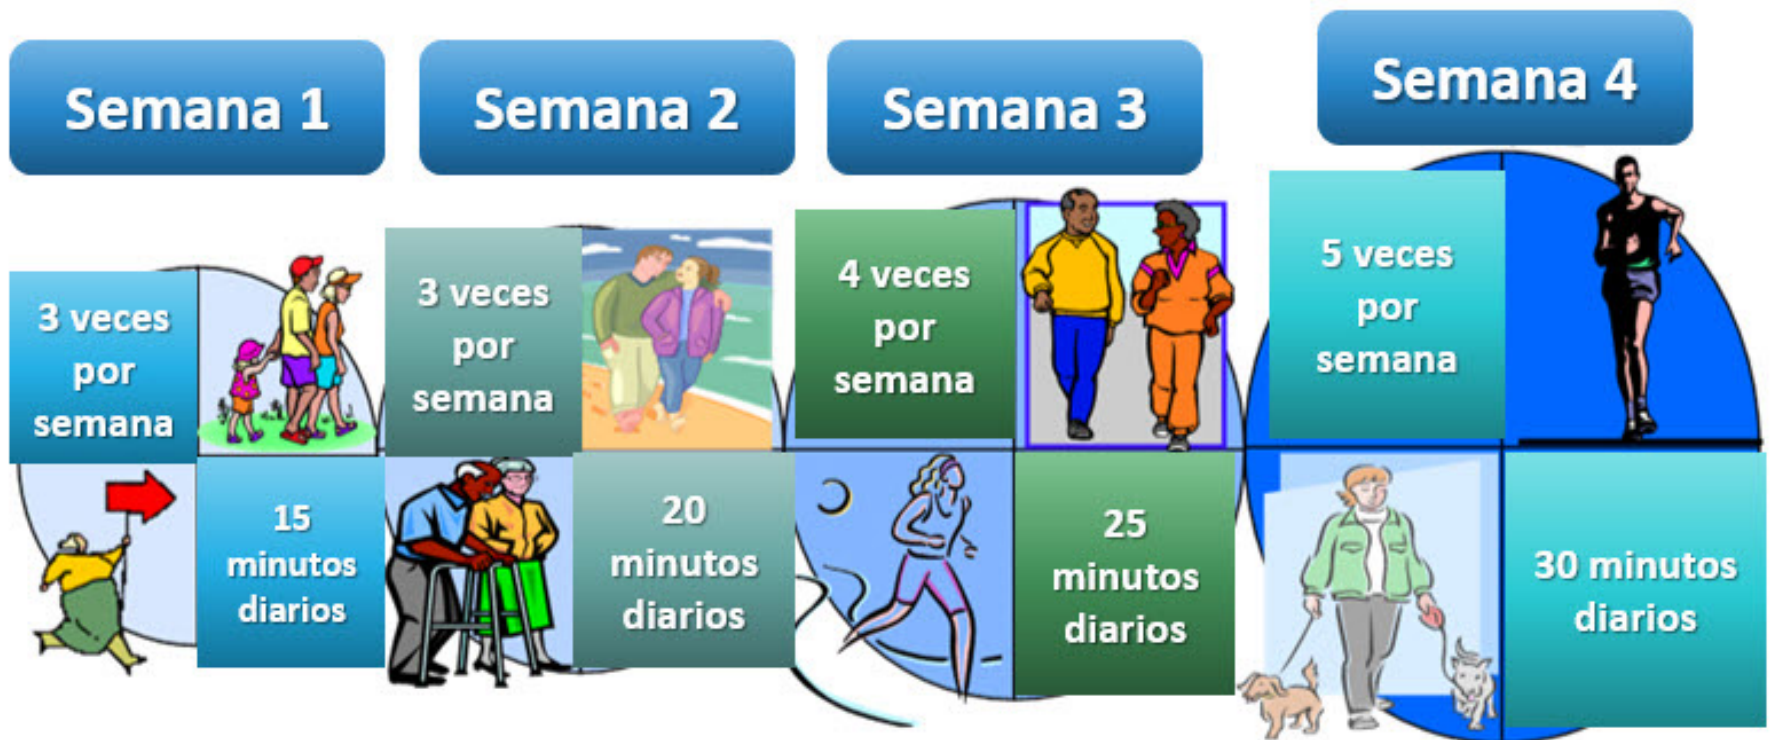 Semana 1
Semana 2
Semana 3
Semana 4
3 veces
por
semana
15
minutos
diarios
3 veces
por
semana
20
minutos
diarios
4 veces
por
semana
25
minutos
diarios
5 veces
por
semana
30 minutos
diarios